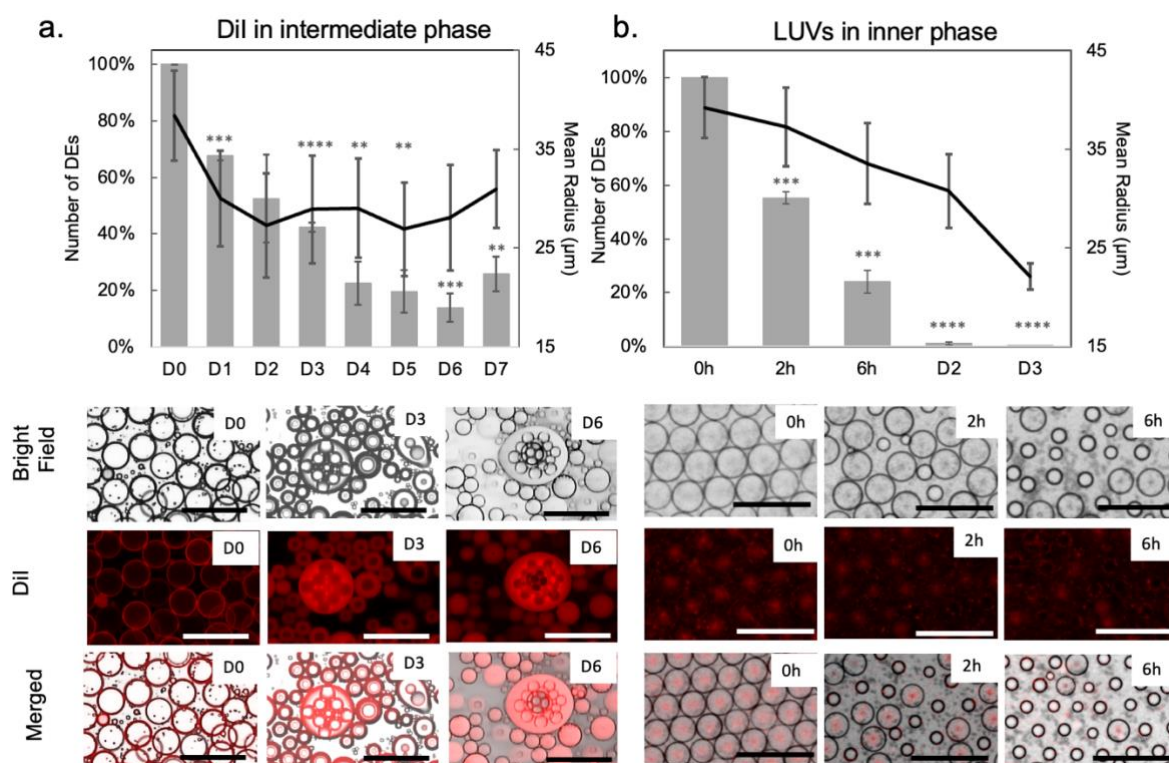 a.
DiI in intermediate phase
Number of DEs
100%
80%
60%
40%
20%
0%
45
35
25
15
Mean Radius (µm)
***
****
**
**
***
**
D0 D1 D2 D3 D4 D5 D6 D7
b.
LUVs in inner phase
Number of DEs
100%
80%
60%
40%
20%
0%
45
35
25
15
Mean Radius (µm)
***
***
****
****
0h 2h 6h D2 D3
Bright
Field
D0 D3 D6 0h 2h 6h
DiI
D0 D3 D6 0h 2h 6h
Merged
D0 D3 D6 0h 2h 6h